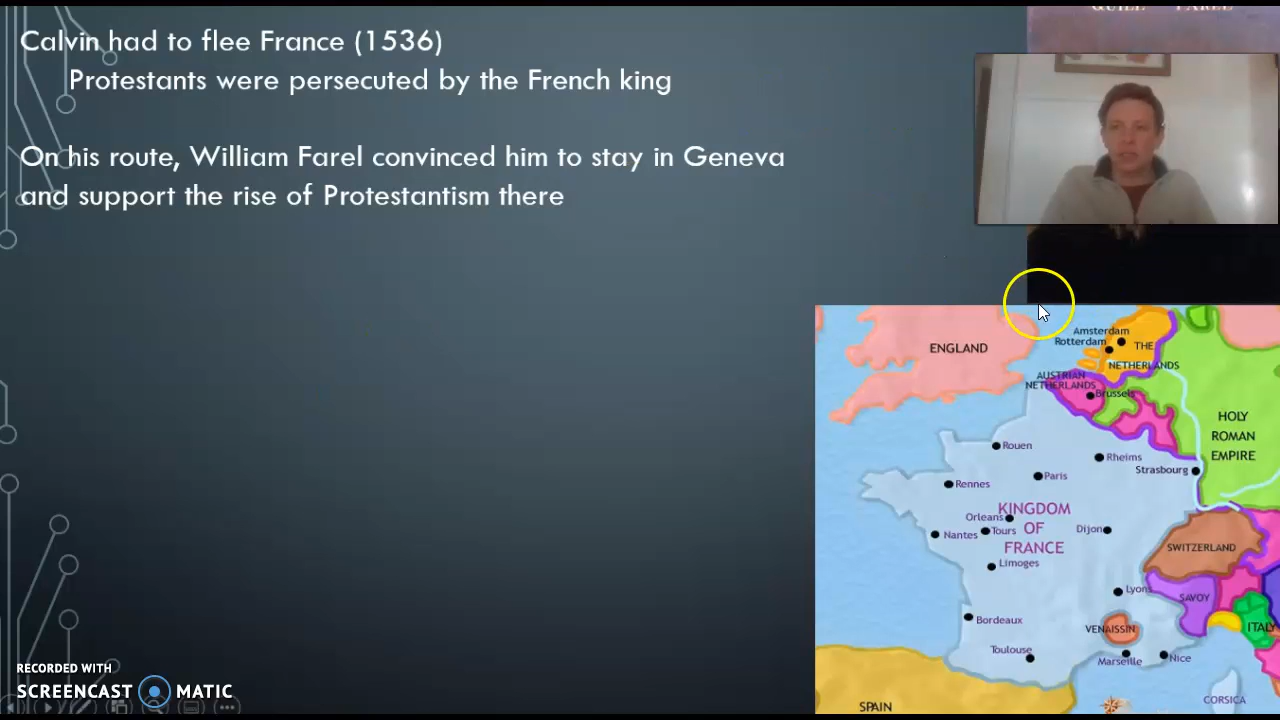 Calvin had to flee France (1536)
Protestants were persecuted by the French king
On his route, William Farel convinced him to stay in Geneva
and support the rise of Protestantism there
ENGLAND
Amsterdam
Rotterdam
THE
NETHERLANDS
AUSTRIAN
NETHERLANDS
Brussels
HOLY
ROMAN
EMPIRE
Rouen
Rheims
Strasbourg
Paris
Rennes
KINGDOM
OF
FRANCE
Orleans
Tours
Nantes
Dijon
Limoges
SWITZERLAND
Lyons
SAVOY
Bordeaux
VENAISSIN
ITALY
Toulouse
Marseille
Nice
SPAIN
CORSICA
RECORDED WITH
SCREENCAST MATIC